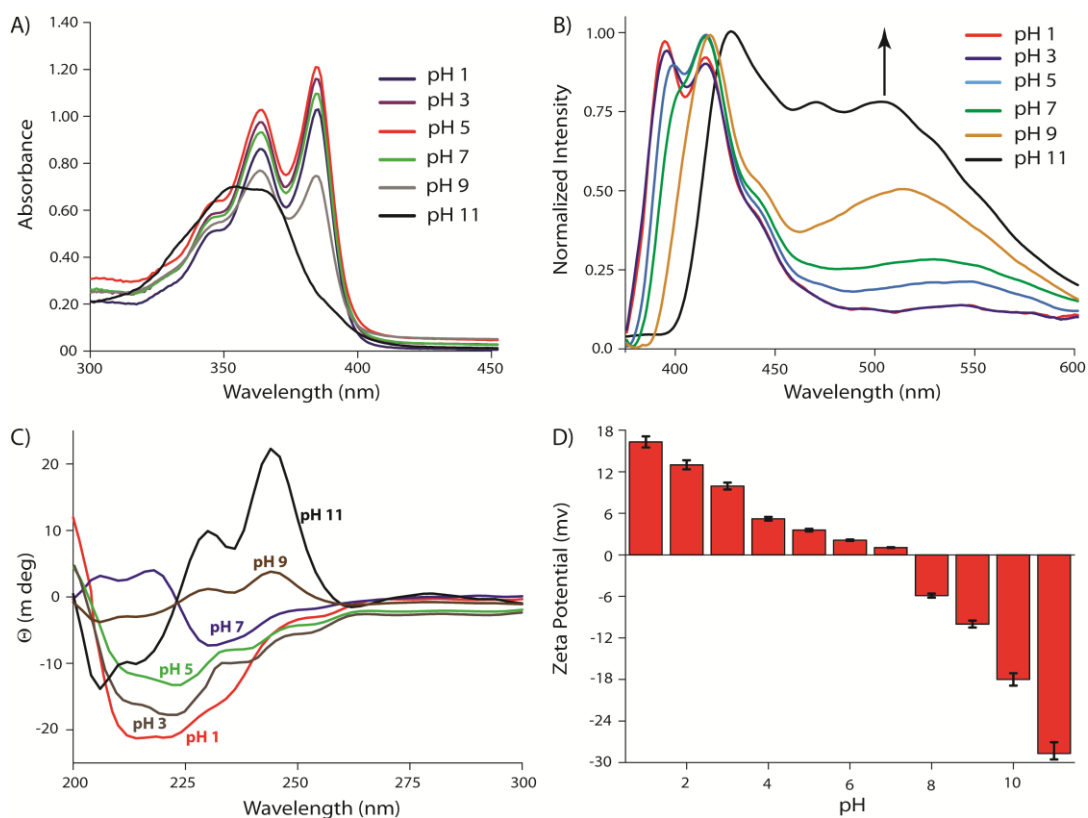 A)
1.40
1.20
1.00
0.80
0.60
0.40
0.20
00
Absorbance
300
350
400
450
Wavelength (nm)
pH 1
pH 3
pH 5
pH 7
pH 9
pH 11
B)
1.00
0.75
0.50
0.25
0.0
Normalized Intensity
400
450
500
550
600
Wavelength (nm)
pH 1
pH 3
pH 5
pH 7
pH 9
pH 11
C)
20
10
0
-10
-20
Θ (m deg)
200
225
250
275
300
Wavelength (nm)
pH 11
pH 9
pH 7
pH 5
pH 3
pH 1
D)
18
12
6
0
-6
-12
-18
-24
-30
Zeta Potential (mv)
2
4
6
8
10
pH